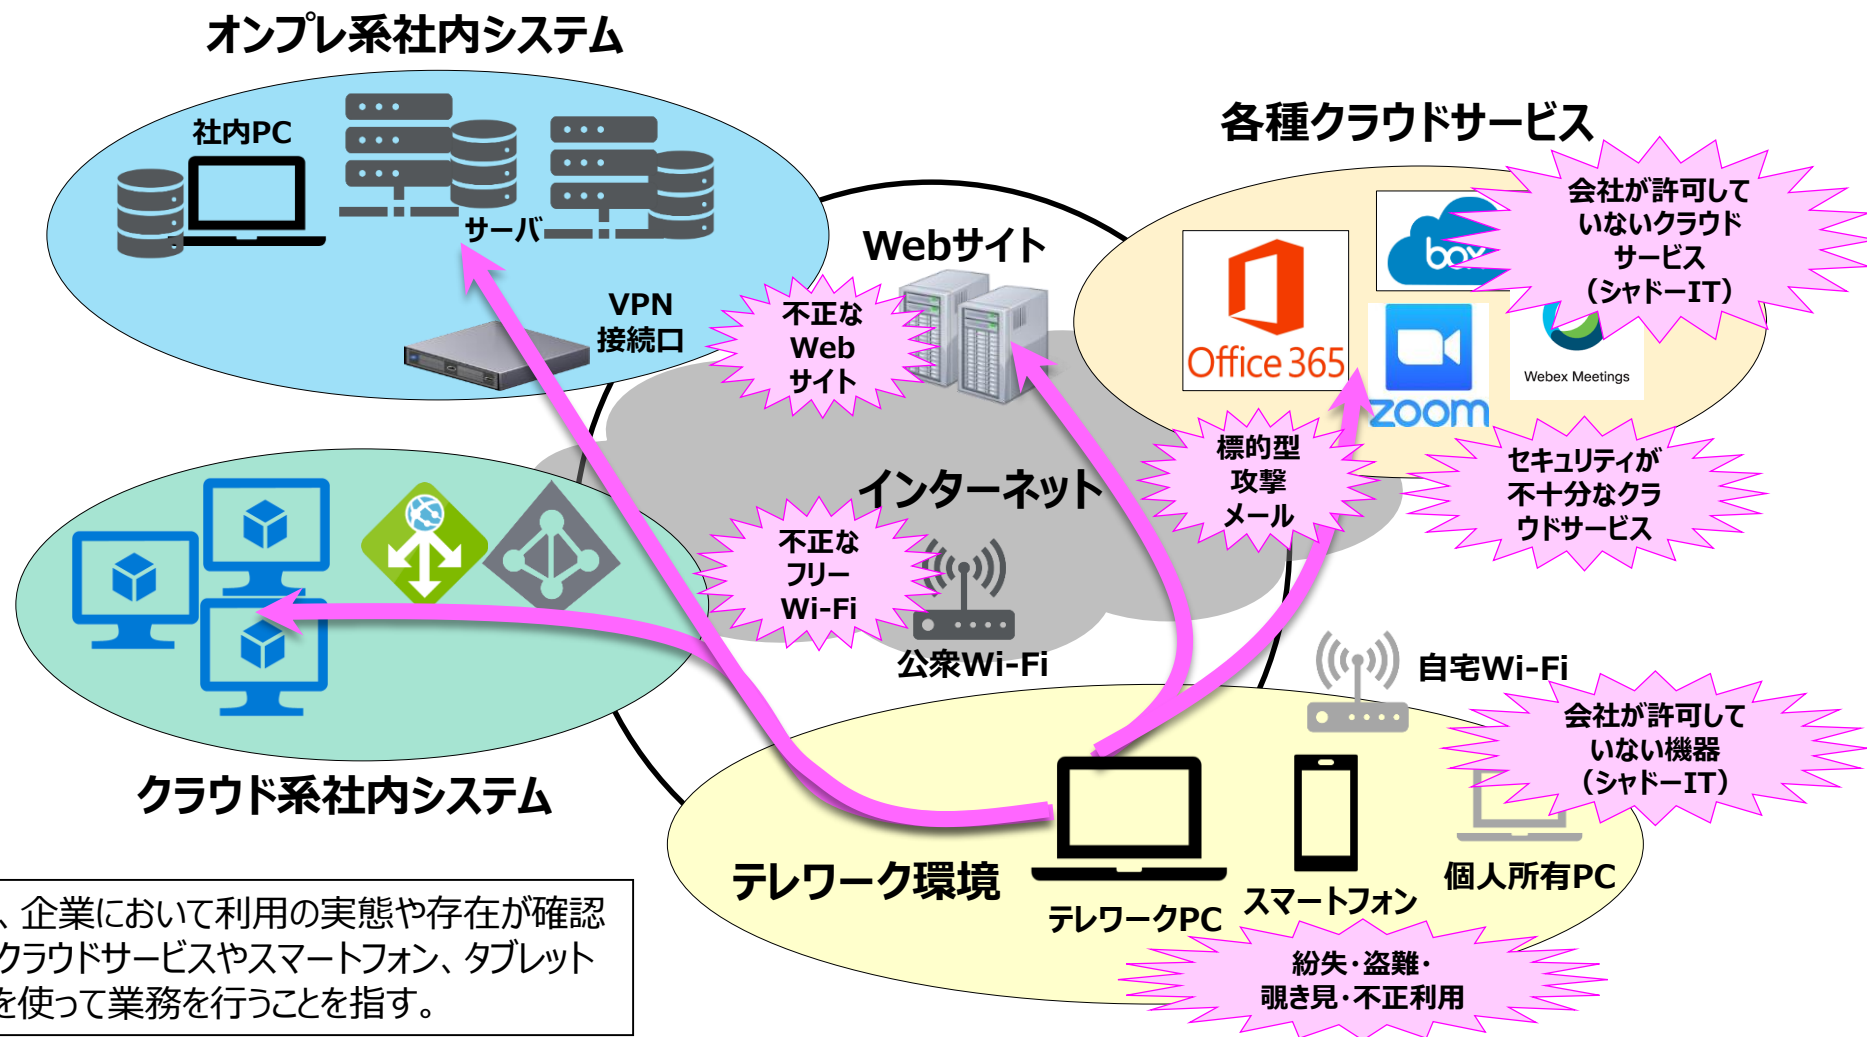 オンプレ系社内システム
社内PC
サーバ
VPN
接続口
Webサイト
不正な
Web
サイト
各種クラウドサービス
Office 365
box
zoom
Webex Meetings
会社が許可して
いないクラウド
サービス
（シャドーIT）
標的型
攻撃
メール
セキュリティが
不十分なクラ
ウドサービス
インターネット
不正な
フリー
Wi-Fi
公衆Wi-Fi
自宅Wi-Fi
会社が許可して
いない機器
（シャドーIT）
クラウド系社内システム
テレワーク環境
テレワークPC
スマートフォン
個人所有PC
紛失・盗難・
覗き見・不正利用
、企業において利用の実態や存在が確認
クラウドサービスやスマートフォン、タブレット
を使って業務を行うことを指す。